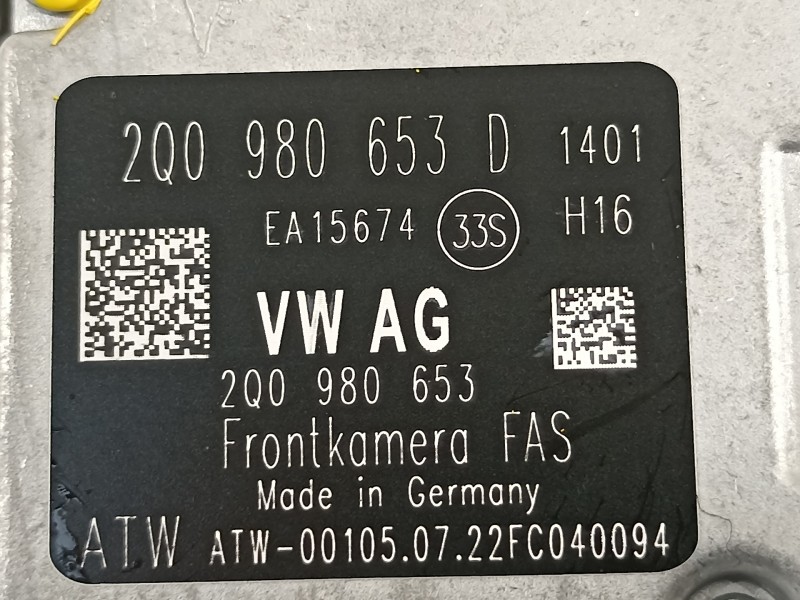 2Q0 980 653 D 1401
EA15674 33S H16
VW AG
2Q0 980 653
Frontkamera FAS
Made in Germany
ATW ATW-00105.07.22FC040094